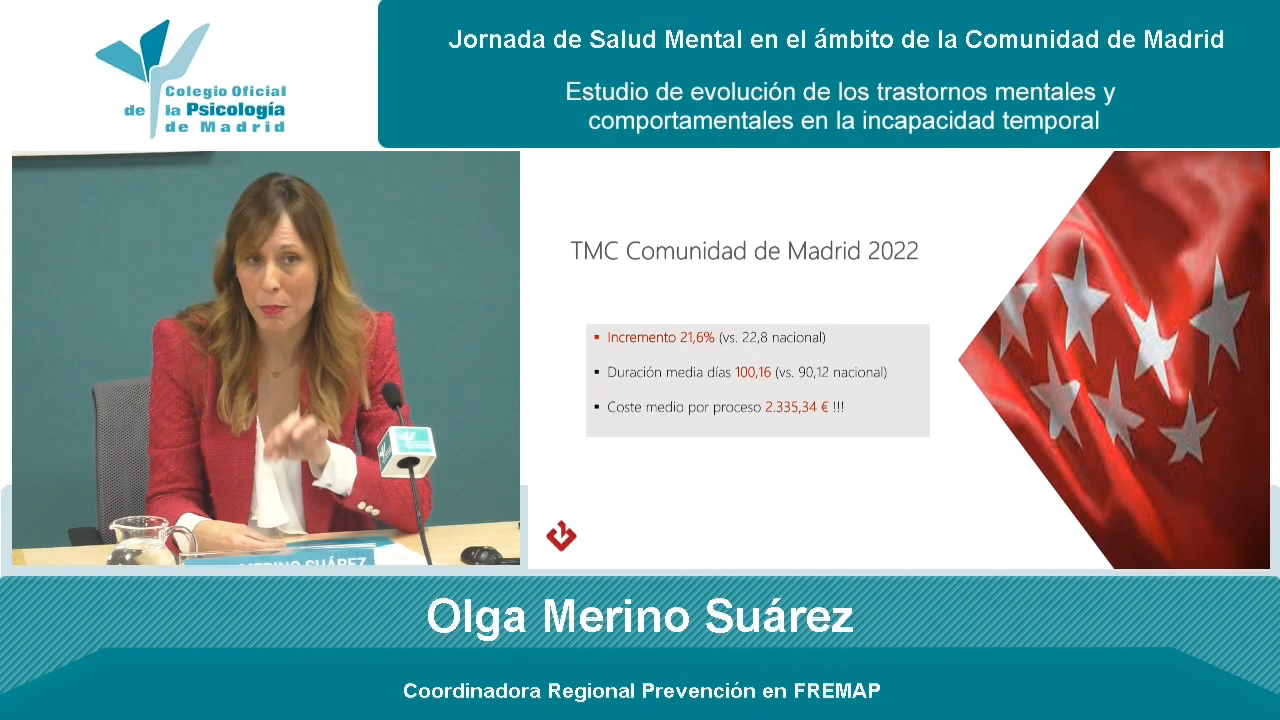 Colegio Oficial
de la Psicología
de Madrid
Jornada de Salud Mental en el ámbito de la Comunidad de Madrid
Estudio de evolución de los trastornos mentales y
comportamentales en la incapacidad temporal
TMC Comunidad de Madrid 2022
▪ Incremento 21,6% (vs. 22,8 nacional)
▪ Duración media días 100,16 (vs. 90,12 nacional)
▪ Coste medio por proceso 2.335,34 € !!!
MERINO SUÁREZ
Olga Merino Suárez
Coordinadora Regional Prevención en FREMAP